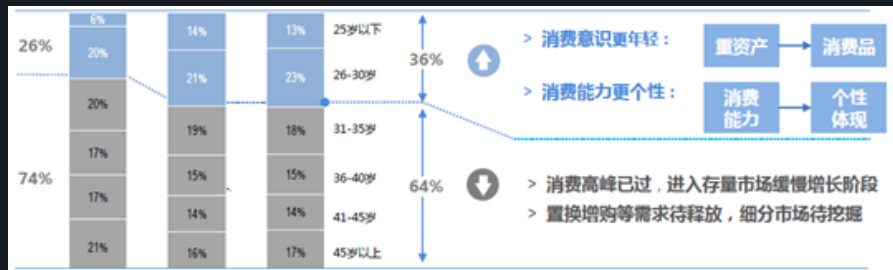 6%
14%
13%
25岁以下
26%
20%
21%
23%
26-30岁
36%
20%
19%
18%
31-35岁
17%
15%
15%
36-40岁
74%
17%
14%
14%
41-45岁
64%
21%
16%
17%
45岁以上
> 消费意识更年轻：
重资产
消费品
> 消费能力更个性：
消费
能力
个性
体现
> 消费高峰已过，进入存量市场缓慢增长阶段
> 置换增购等需求待释放，细分市场待挖掘